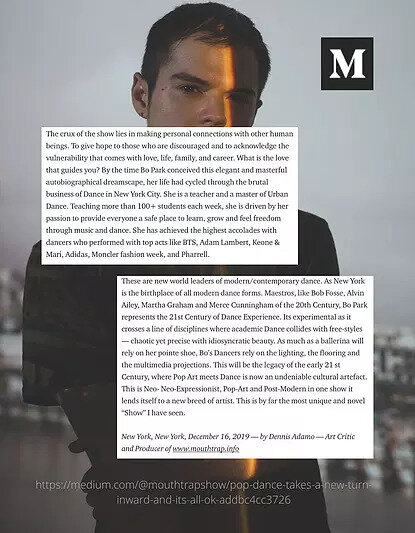 M
The crux of the show lies in making personal connections with other human
beings. To give hope to those who are discouraged and to acknowledge the
vulnerability that comes with love, life, family, and career. What is the love
that guides you? By the time Bo Park conceived this elegant and masterful
autobiographical dreamscape, her life had cycled through the brutal
business of Dance in New York City. She is a teacher and a master of Urban
Dance. Teaching more than 100+ students each week, she is driven by her
passion to provide everyone a safe place to learn, grow and feel freedom
through music and dance. She has achieved the highest accolades with
dancers who performed with top acts like BTS, Adam Lambert, Keone &
Mari, Adidas, Moncler fashion week, and Pharrell.
These are new world leaders of modern/contemporary dance. As New York
is the birthplace of all modern dance forms. Maestros, like Bob Fosse, Alvin
Ailey, Martha Graham and Merce Cunningham of the 20th Century, Bo Park
represents the 21st Century of Dance Experience. Its experimental as it
crosses a line of disciplines where academic Dance collides with free-styles
— chaotic yet precise with idiosyncratic beauty. As much as a ballerina will
rely on her pointe shoe, Bo's Dancers rely on the lighting, the flooring and
the multimedia projections. This will be the legacy of the early 21 st
Century, where Pop Art meets Dance is now an undeniable cultural artefact.
This is Neo- Neo-Expressionist, Pop-Art and Post-Modern in one show it
lends itself to a new breed of artist. This is by far the most unique and novel
“Show” I have seen.
New York, New York, December 16, 2019 — by Dennis Adamo — Art Critic
and Producer of www.mouthtrap.info
https://medium.com/@mouthtrapshow/pop-dance-takes-a-new-turn-
inward-and-its-all-ok-addbc4cc3726